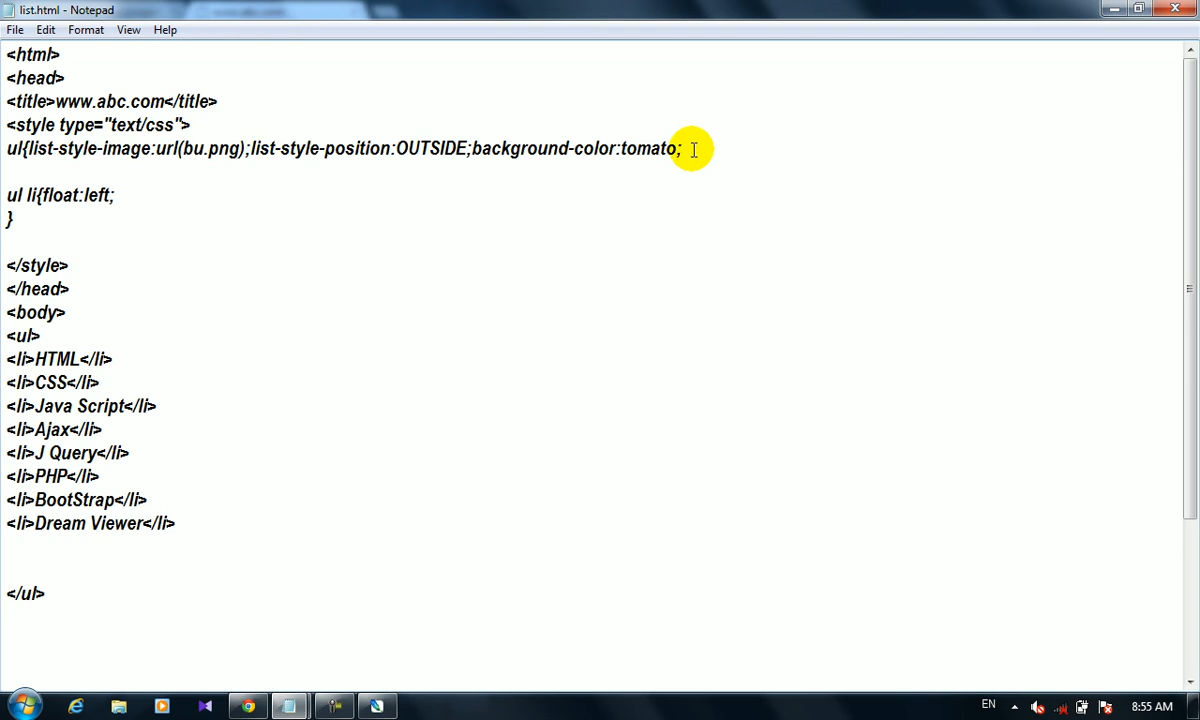 list.html - Notepad
File Edit Format View Help
<html>
<head>
<title>www.abc.com</title>
<style type="text/css">
ul{list-style-image:url(bu.png);list-style-position:OUTSIDE;background-color:tomato;
ul li{float:left;
}
</style>
</head>
<body>
<ul>
<li>HTML</li>
<li>CSS</li>
<li>Java Script</li>
<li>Ajax</li>
<li>J Query</li>
<li>PHP</li>
<li>BootStrap</li>
<li>Dream Viewer</li>
</ul>
EN 8:55 AM